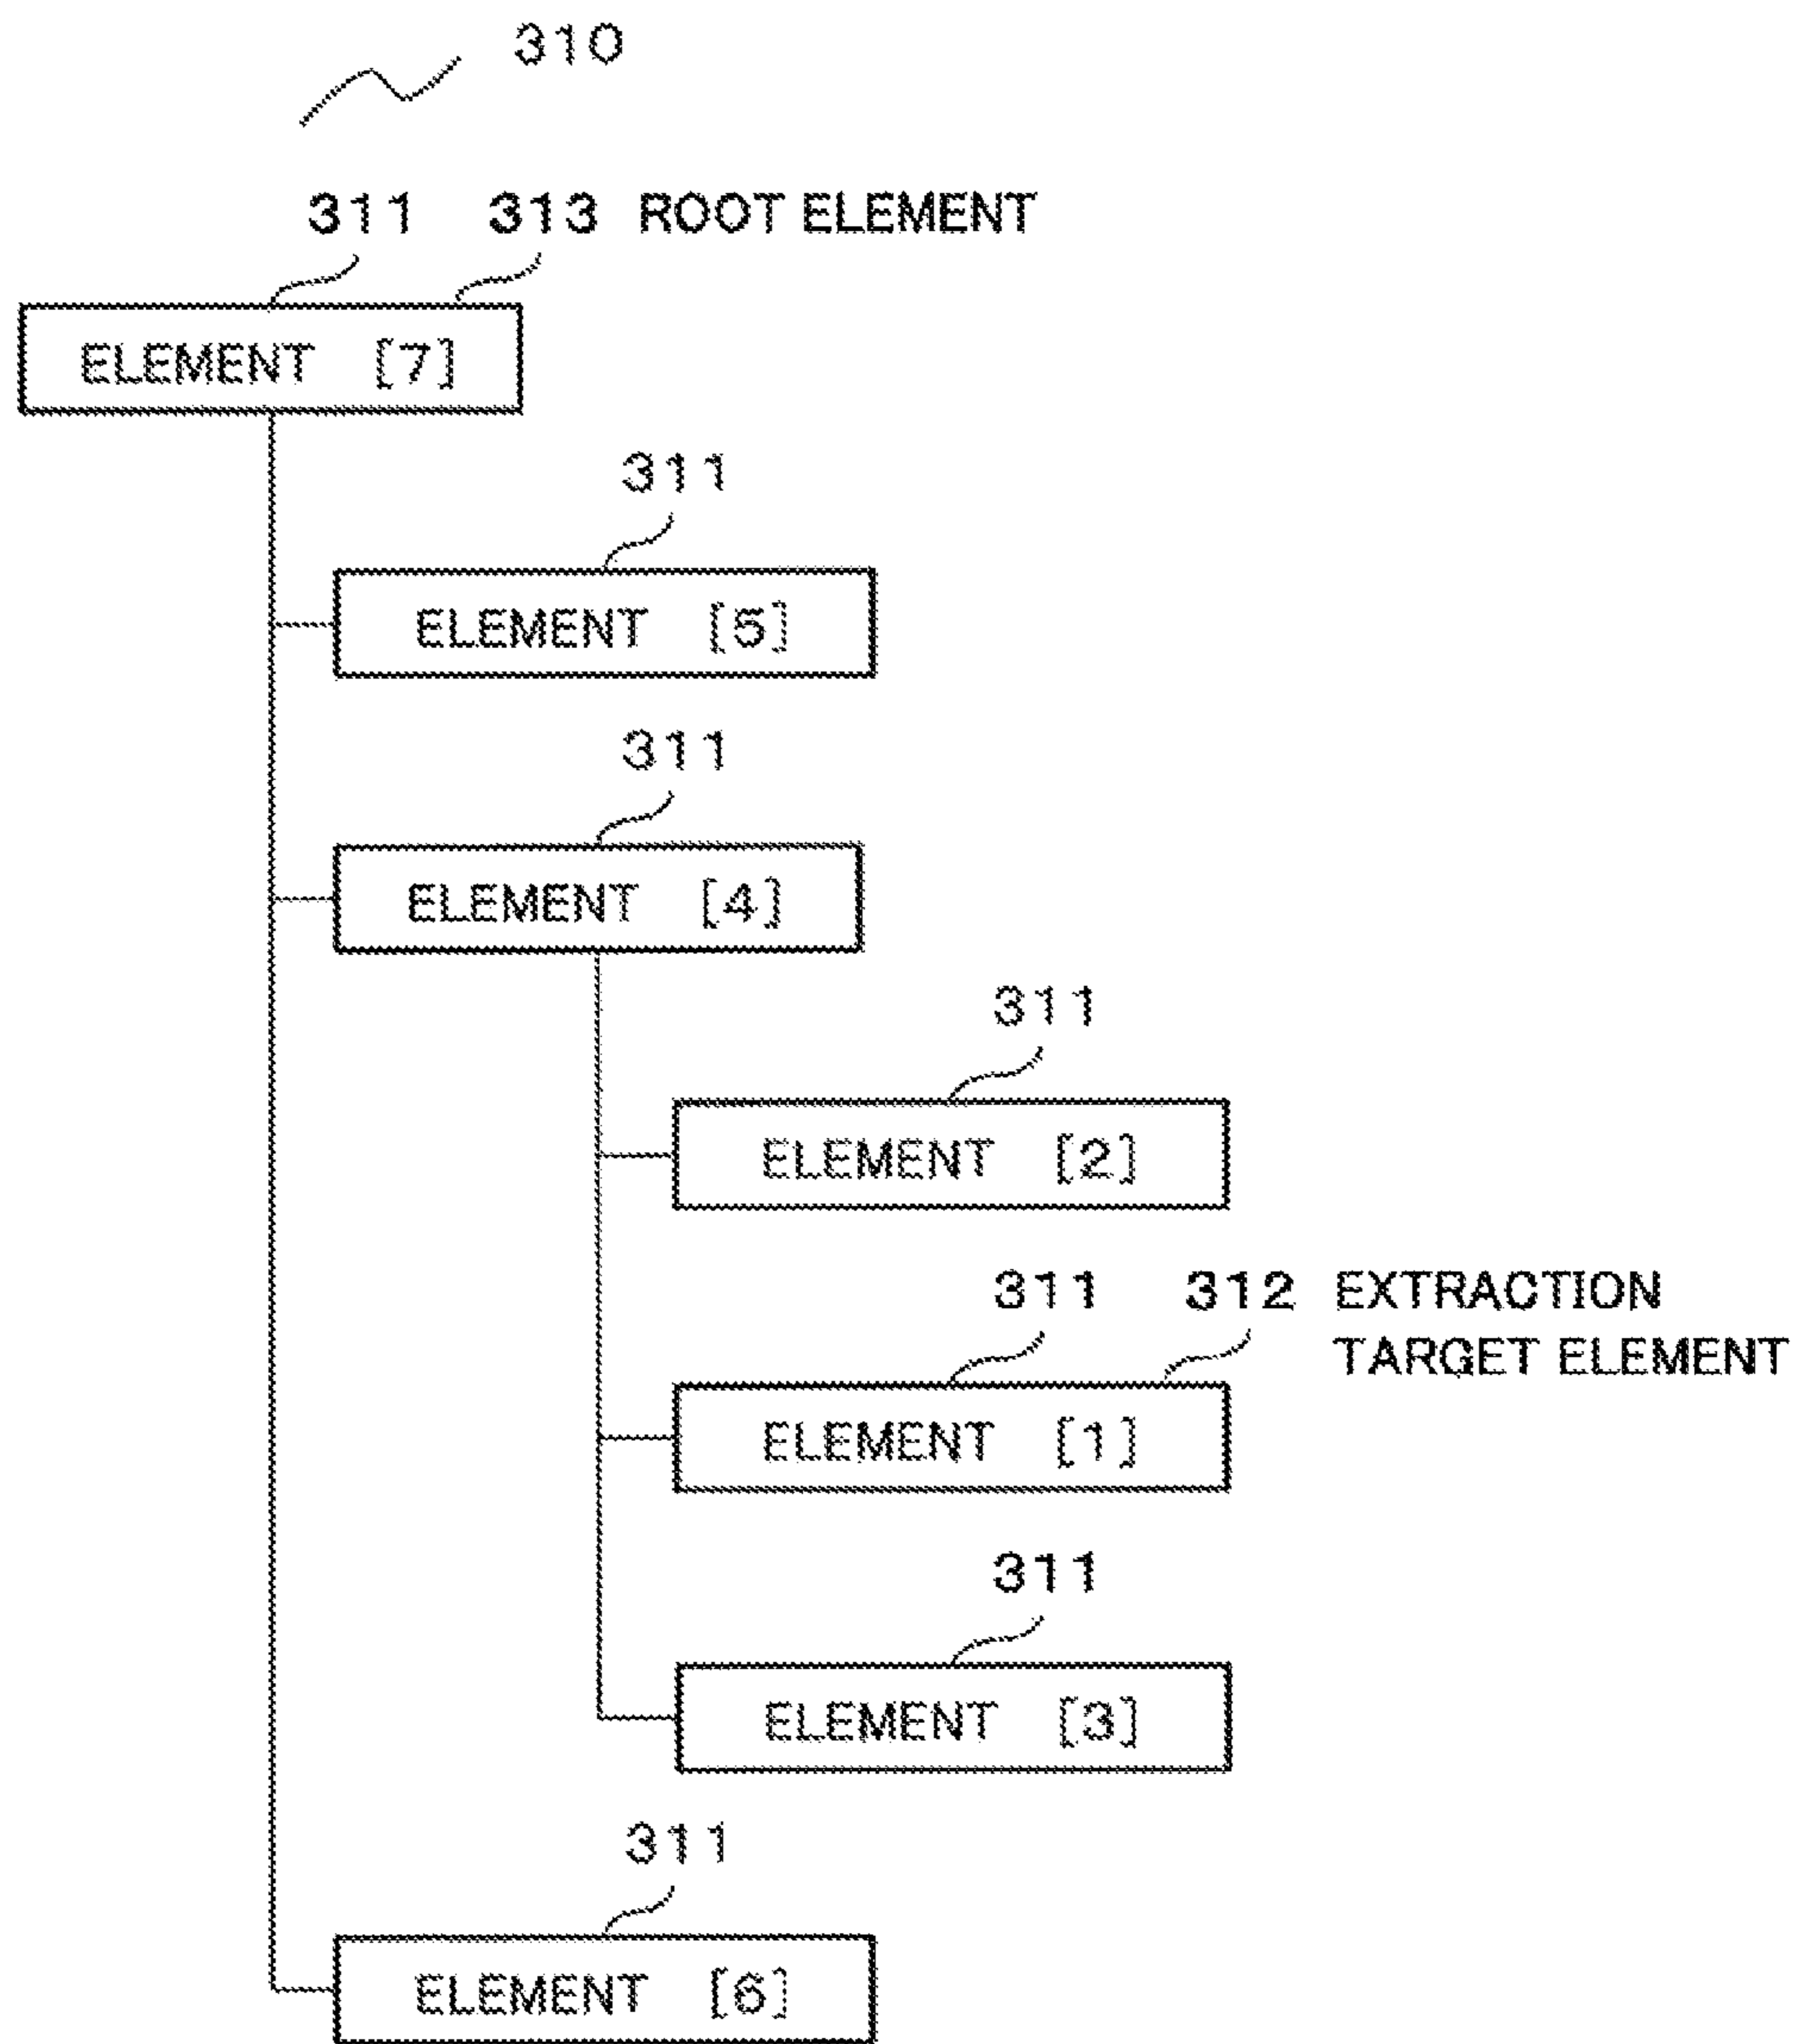 310
311 313 ROOT ELEMENT
ELEMENT [7]
311
ELEMENT [5]
311
ELEMENT [4]
311
ELEMENT [2]
311 312 EXTRACTION
TARGET ELEMENT
ELEMENT [1]
311
ELEMENT [3]
311
ELEMENT [6]